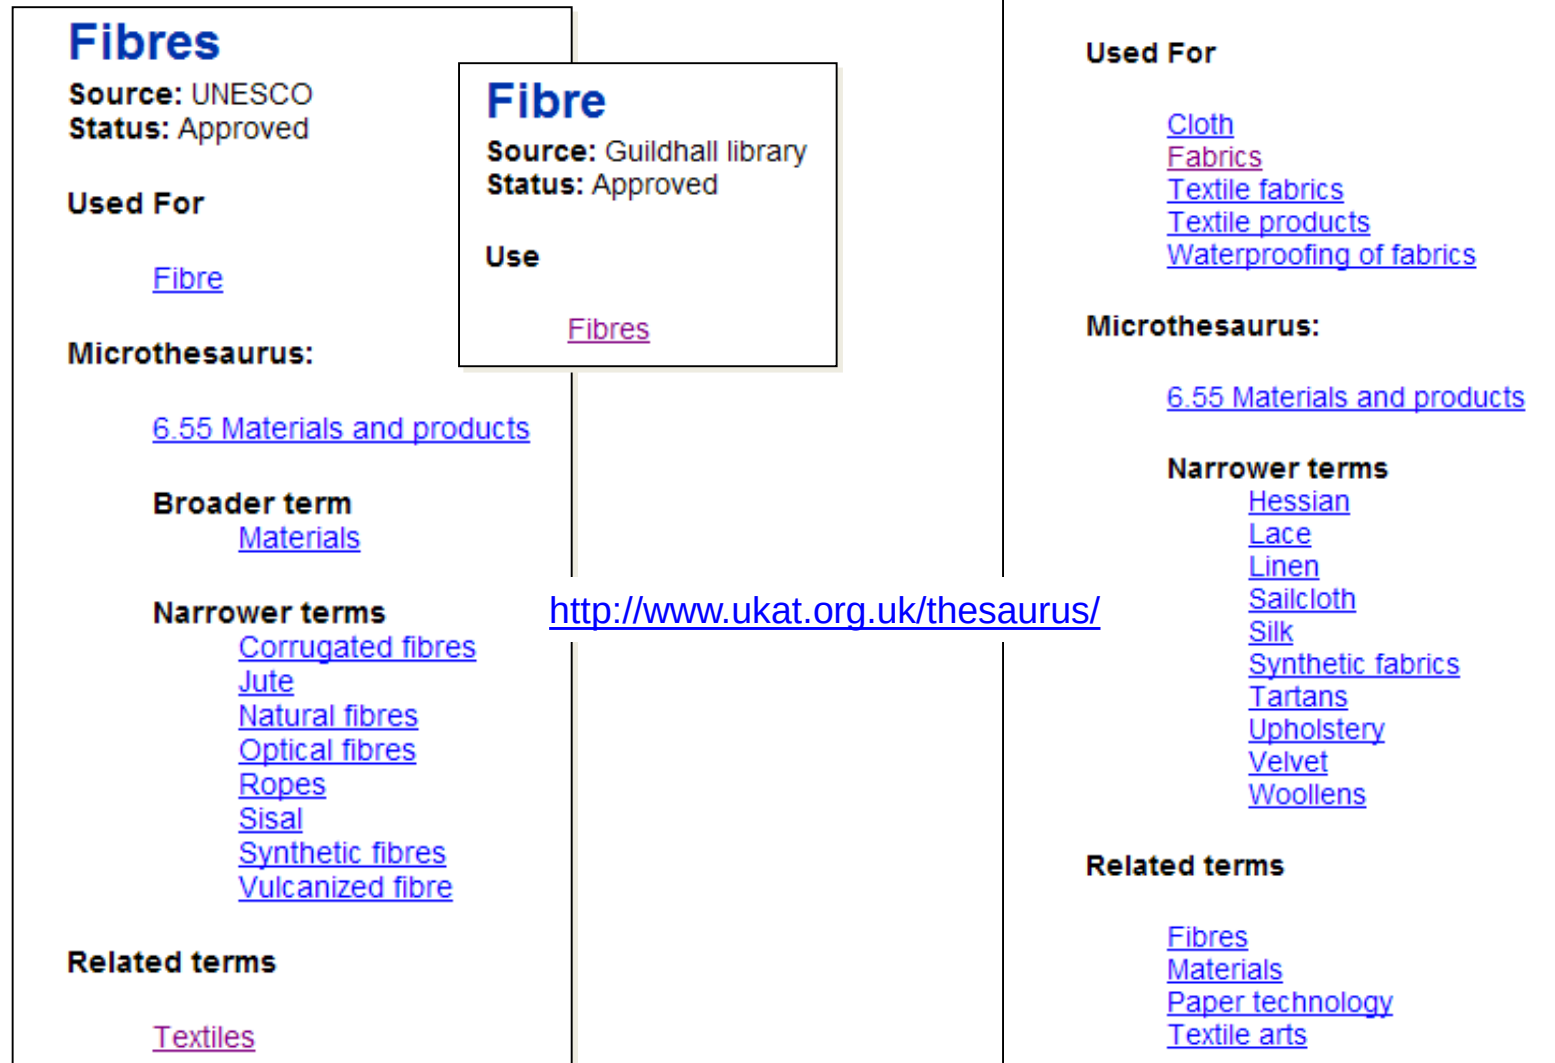 Fibres
Source: UNESCO
Status: Approved
Used For
Fibre
Microthesaurus:
6.55 Materials and products
Broader term
Materials
Narrower terms
Corrugated fibres
Jute
Natural fibres
Optical fibres
Ropes
Sisal
Synthetic fibres
Vulcanized fibre
Related terms
Textiles
Fibre
Source: Guildhall library
Status: Approved
Use
Fibres
http://www.ukat.org.uk/thesaurus/
Used For
Cloth
Fabrics
Textile fabrics
Textile products
Waterproofing of fabrics
Microthesaurus:
6.55 Materials and products
Narrower terms
Hessian
Lace
Linen
Sailcloth
Silk
Synthetic fabrics
Tartans
Upholstery
Velvet
Woollens
Related terms
Fibres
Materials
Paper technology
Textile arts